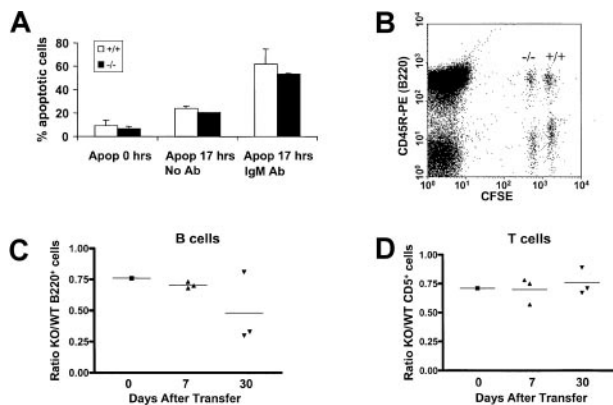 A
% apoptotic cells
80
60
40
20
0
+/+
-/-
Apop 0 hrs
Apop 17 hrs
No Ab
Apop 17 hrs
IgM Ab
B
CD45R-PE (B220)
10⁴
10³
10²
10¹
10⁰
-/- +/+
10⁰ 10¹ 10² 10³ 10⁴
CFSE
C
B cells
Ratio KO/WT B220⁺ cells
1.00
0.75
0.50
0.25
0.00
0 7 30
Days After Transfer
D
T cells
Ratio KO/WT CD5⁺ cells
1.00
0.75
0.50
0.25
0.00
0 7 30
Days After Transfer